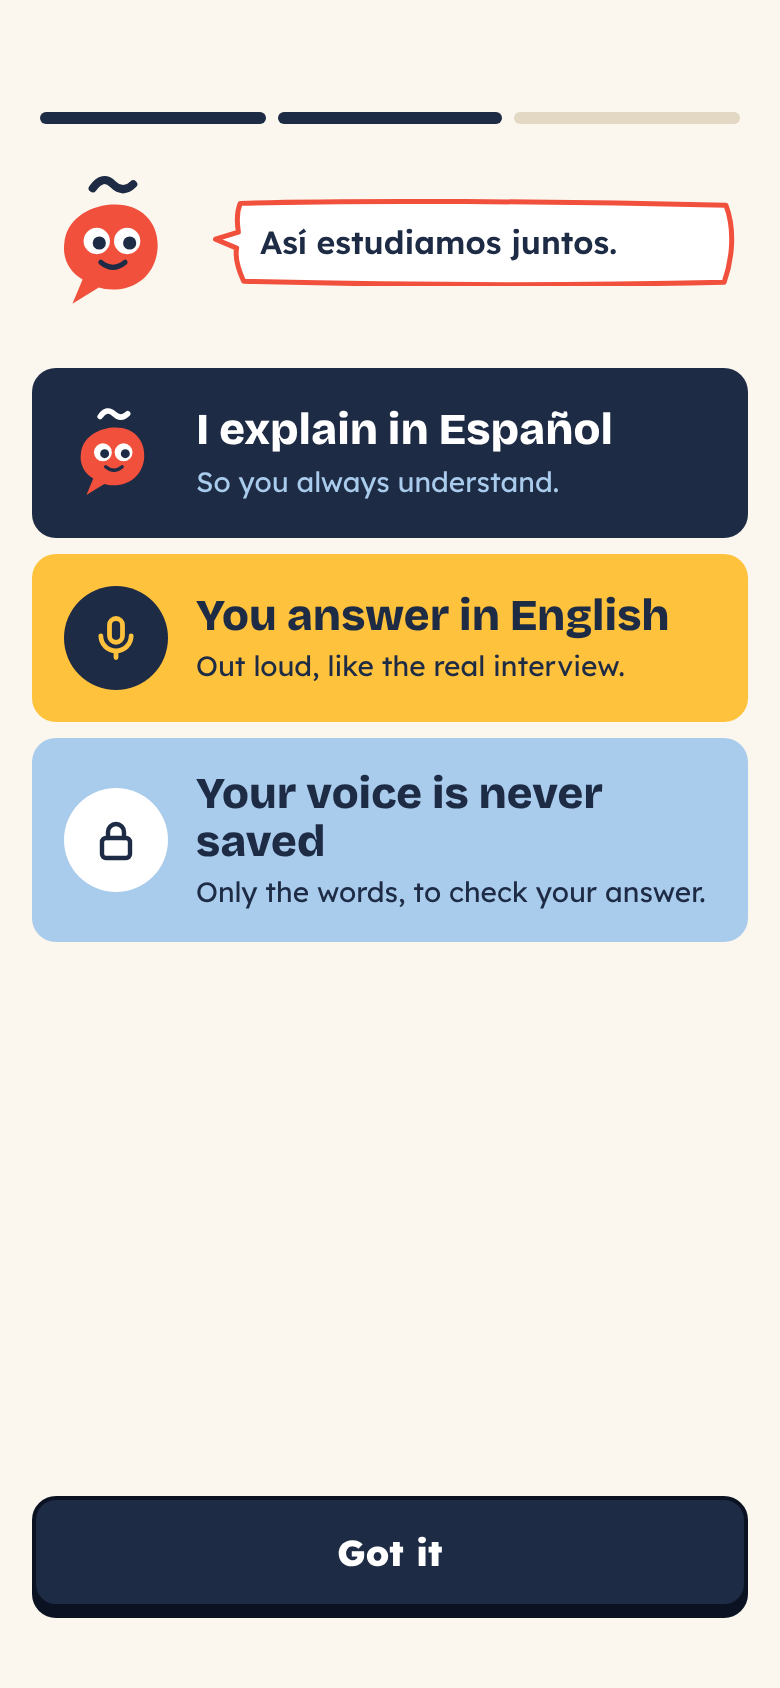 Así estudiamos juntos.
I explain in Español
So you always understand.
You answer in English
Out loud, like the real interview.
Your voice is never
saved
Only the words, to check your answer.
Got it